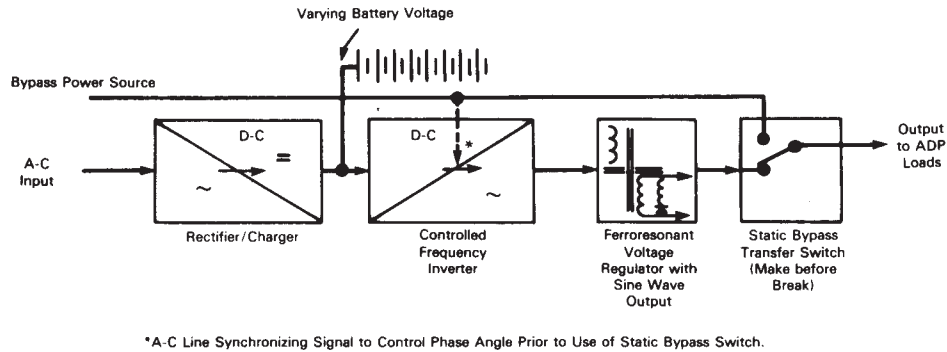 Varying Battery Voltage
Bypass Power Source
D-C
=
D-C
*
A-C
Input
~
~
Output
to ADP
Loads
Rectifier/Charger
Controlled
Frequency
Inverter
Ferroresonant
Voltage
Regulator with
Sine Wave
Output
Static Bypass
Transfer Switch
(Make before
Break)
*A-C Line Synchronizing Signal to Control Phase Angle Prior to Use of Static Bypass Switch.